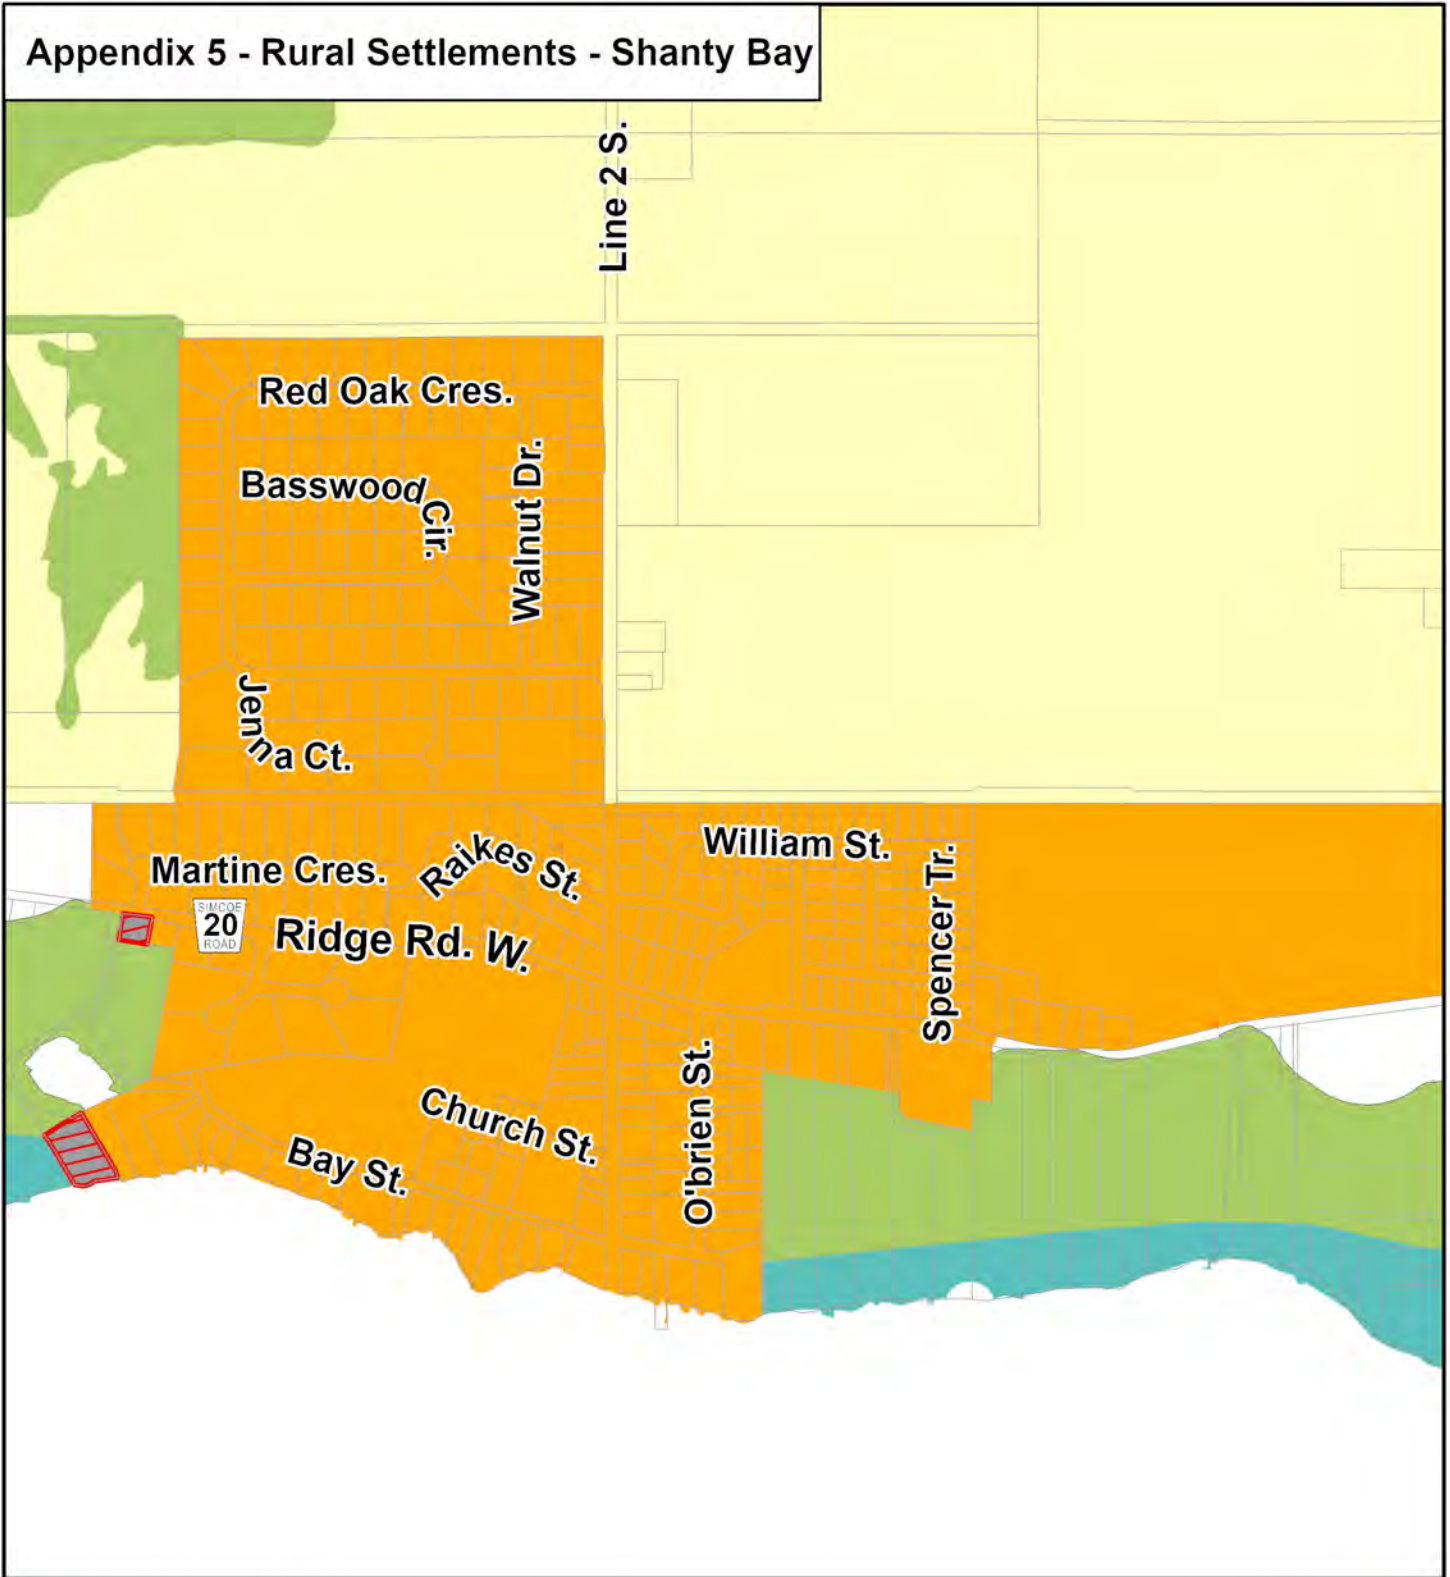 Appendix 5 - Rural Settlements - Shanty Bay
Line 2 S.
Red Oak Cres.
Basswood Cir.
Walnut Dr.
Jenna Ct.
William St.
Martine Cres.
Raikes St.
Spencer Tr.
SIMCOE
20
ROAD
Ridge Rd. W.
O'brien St.
Church St.
Bay St.